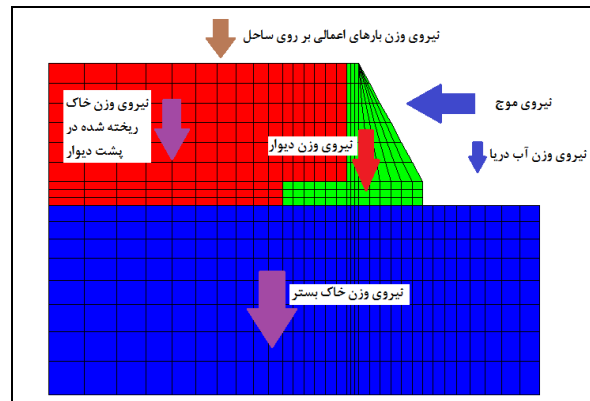 نیروی وزن بارهای اعمالی بر روی ساحل
نیروی وزن خاک
ریخته شده در
پشت دیوار
نیروی موج
نیروی وزن دیوار
نیروی وزن آب دریا
نیروی وزن خاک بستر